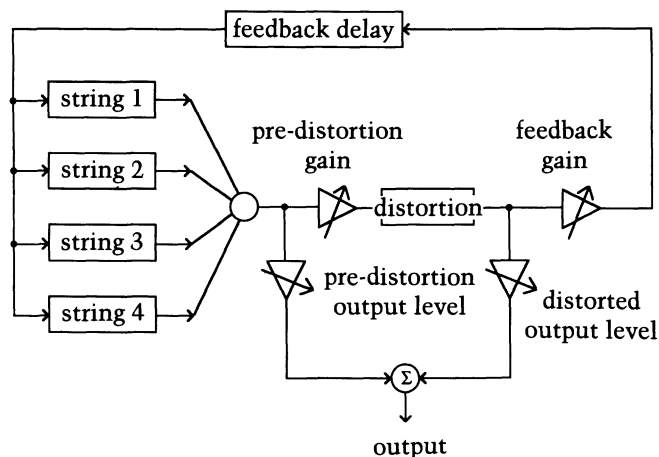 feedback delay
string 1
string 2
string 3
string 4
pre-distortion
gain
distortion
feedback
gain
pre-distortion
output level
distorted
output level
Σ
output